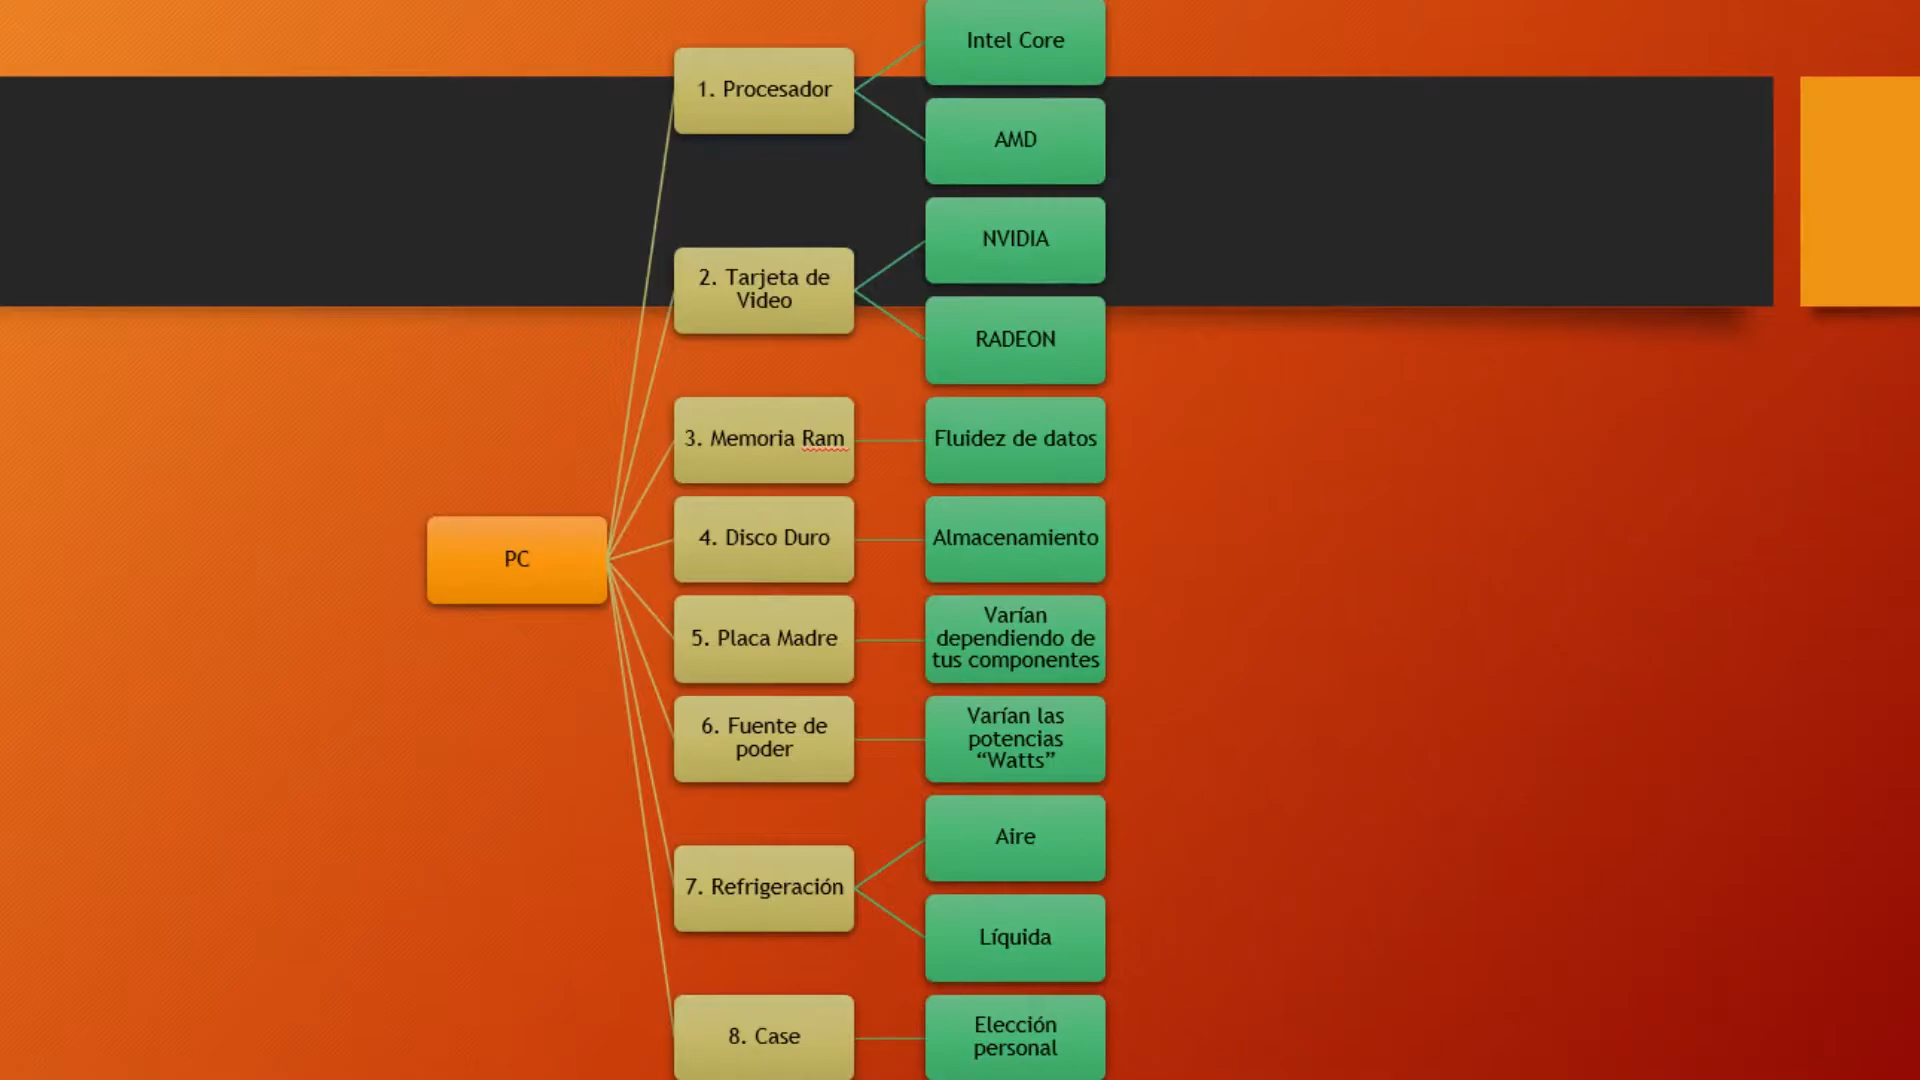 PC
1. Procesador
Intel Core
AMD
2. Tarjeta de
Video
NVIDIA
RADEON
3. Memoria Ram
Fluidez de datos
4. Disco Duro
Almacenamiento
5. Placa Madre
Varían
dependiendo de
tus componentes
6. Fuente de
poder
Varían las
potencias
“Watts”
7. Refrigeración
Aire
Líquida
8. Case
Elección
personal